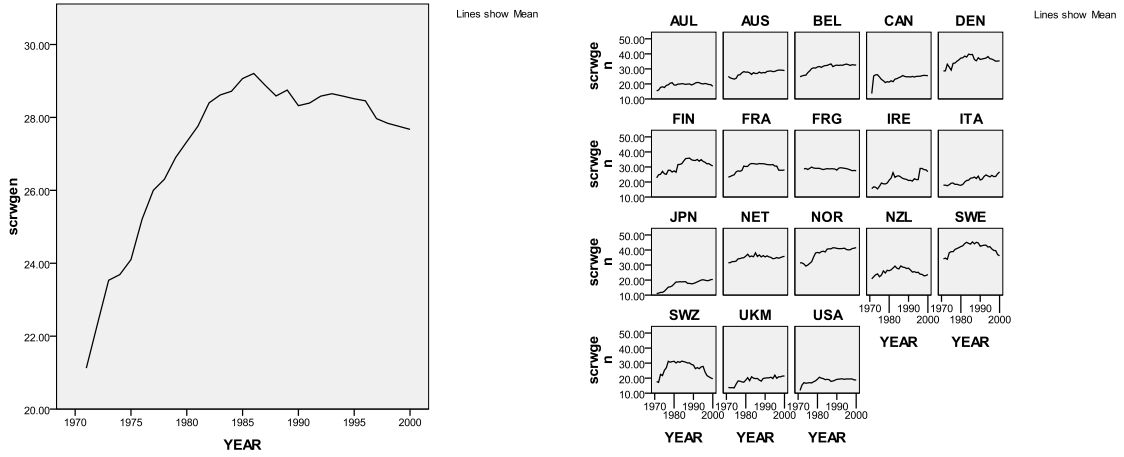 Lines show Mean
30.00
28.00
26.00
24.00
22.00
20.00
scrwgen
1970 1975 1980 1985 1990 1995 2000
YEAR
Lines show Mean
AUL AUS BEL CAN DEN
50.00
40.00
30.00
20.00
10.00
scrwge
n
FIN FRA FRG IRE ITA
50.00
40.00
30.00
20.00
10.00
scrwge
n
JPN NET NOR NZL SWE
50.00
40.00
30.00
20.00
10.00
scrwge
n
1970 1990 1970 1990
1980 2000 1980 2000
YEAR YEAR
SWZ UKM USA
50.00
40.00
30.00
20.00
10.00
scrwge
n
1970 1990 1970 1990 1970 1990
1980 2000 1980 2000 1980 2000
YEAR YEAR YEAR